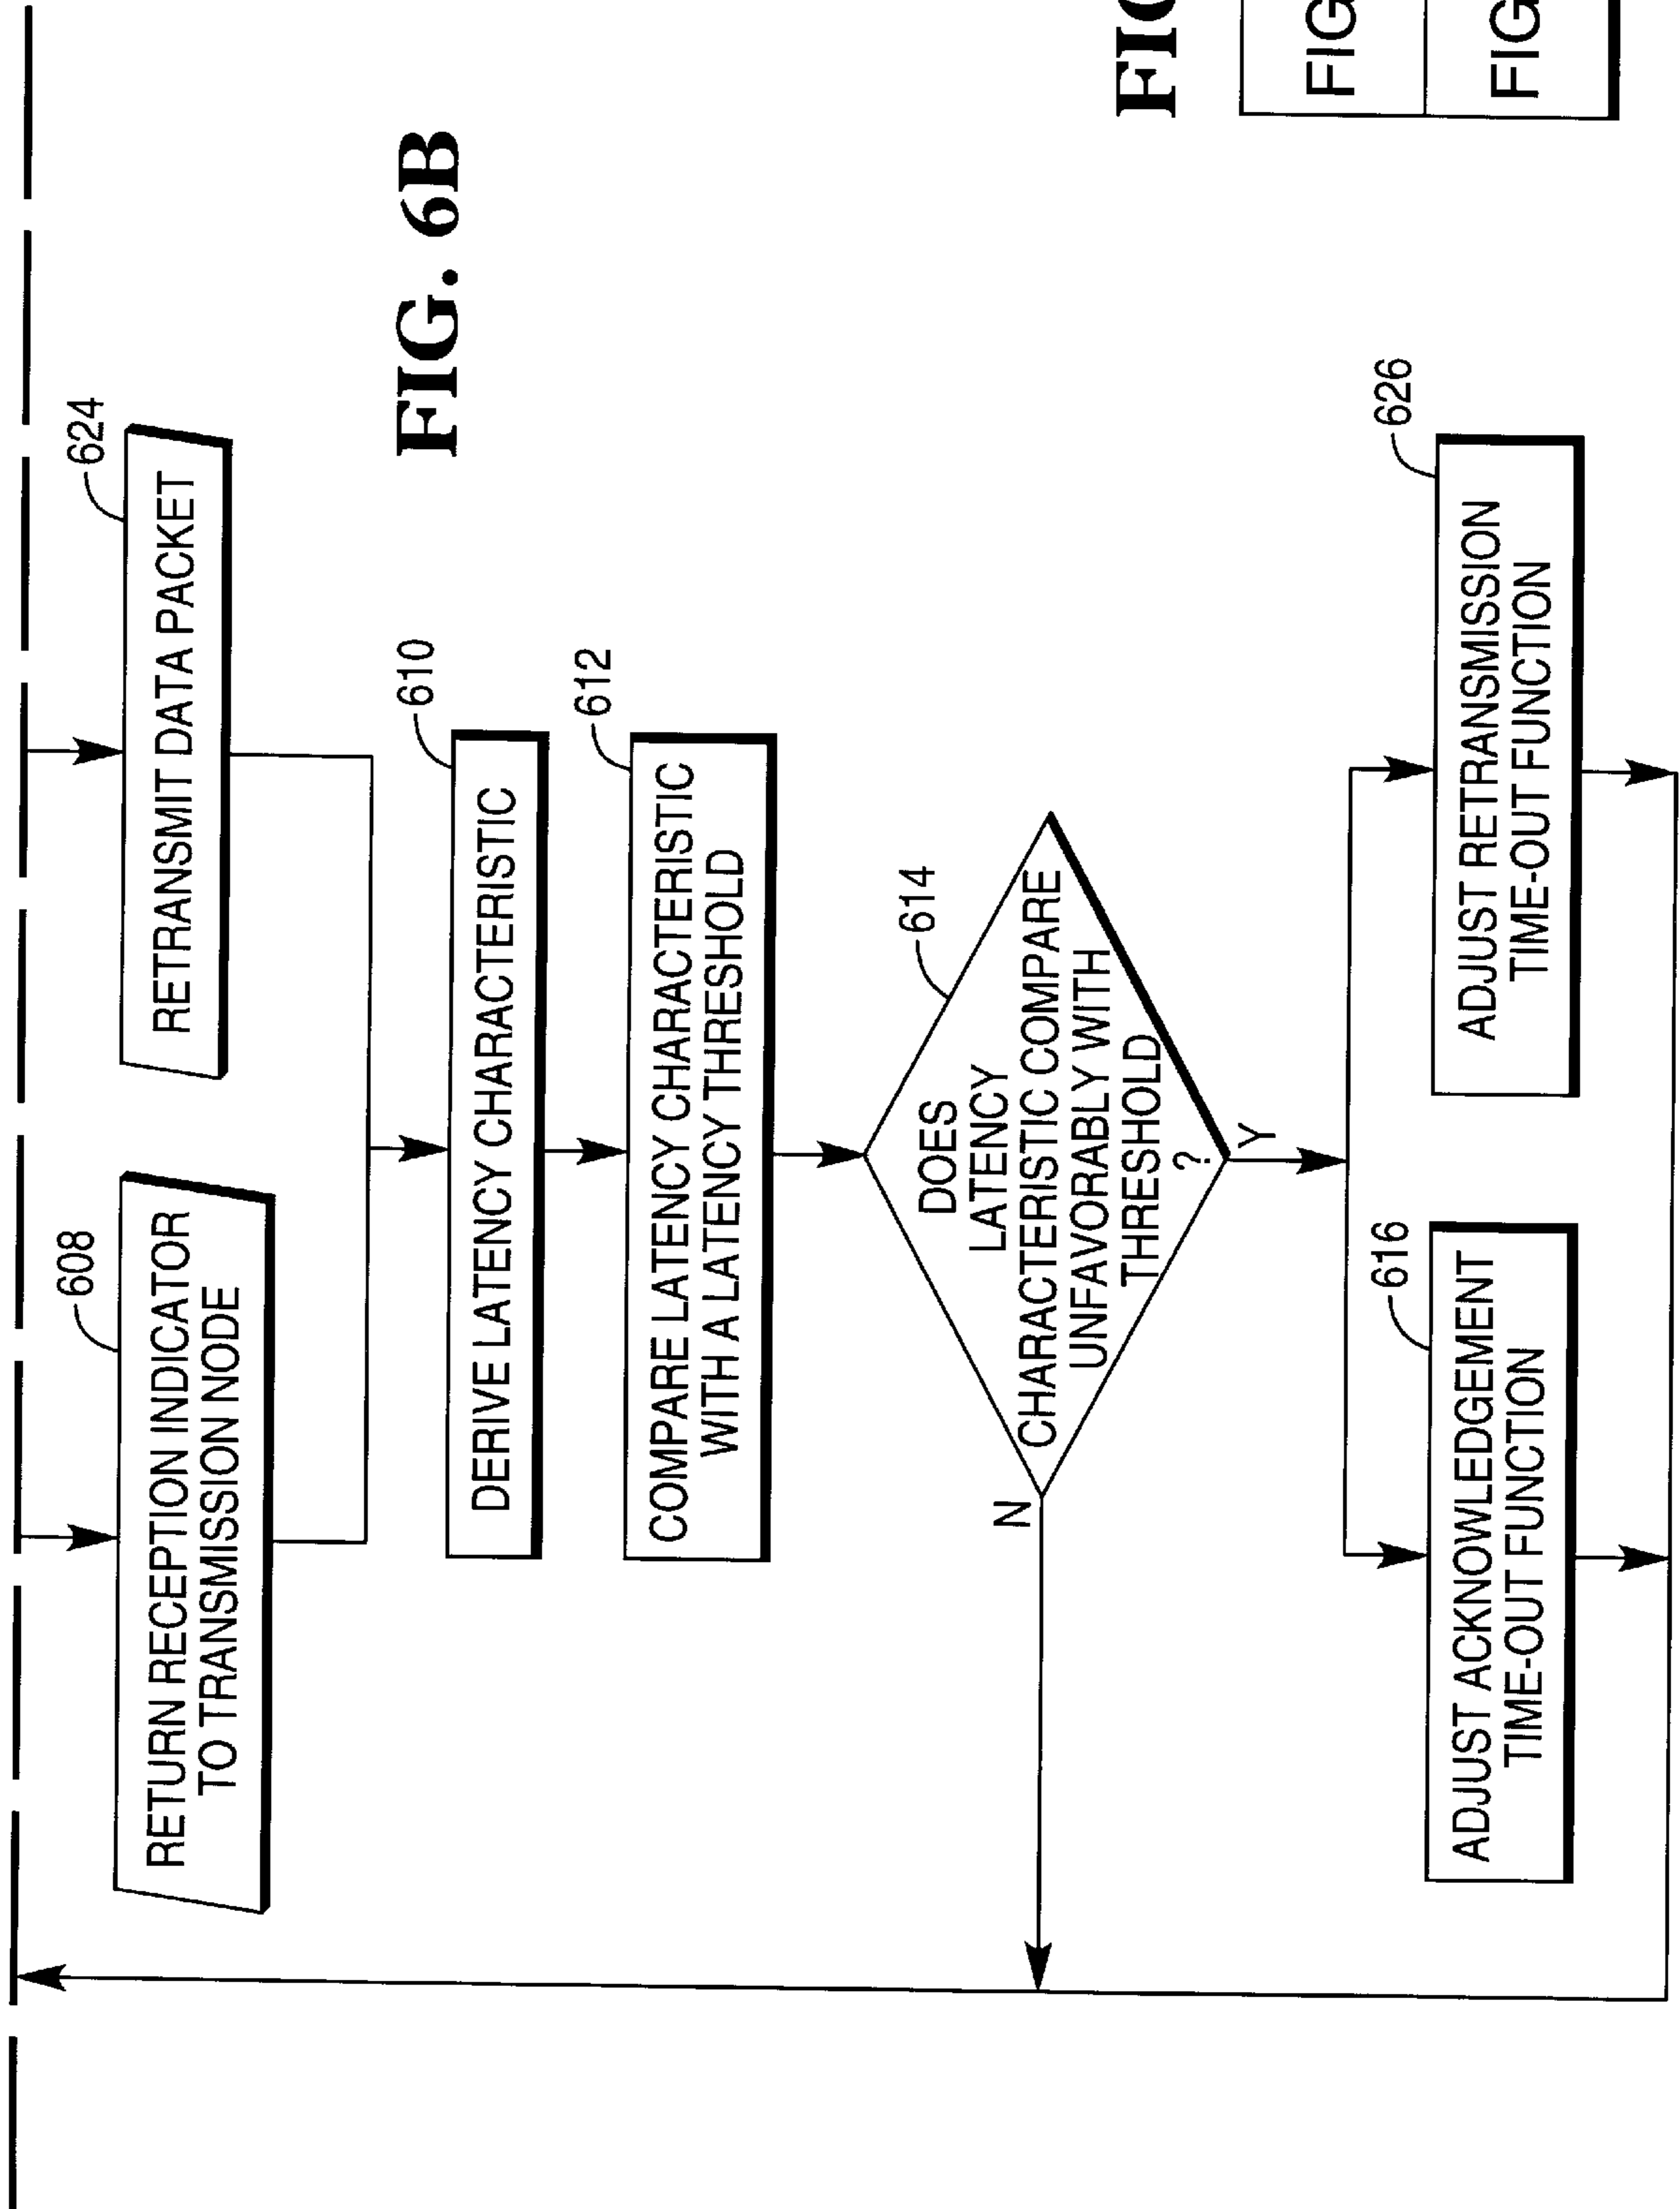 608
RETURN RECEPTION INDICATOR
TO TRANSMISSION NODE
624
RETRANSMIT DATA PACKET
FIG. 6B
610
DERIVE LATENCY CHARACTERISTIC
612
COMPARE LATENCY CHARACTERISTIC
WITH A LATENCY THRESHOLD
614
DOES
LATENCY
CHARACTERISTIC COMPARE
UNFAVORABLY WITH
THRESHOLD
?
N
Y
616
ADJUST ACKNOWLEDGEMENT
TIME-OUT FUNCTION
626
ADJUST RETRANSMISSION
TIME-OUT FUNCTION
FIG
FIG